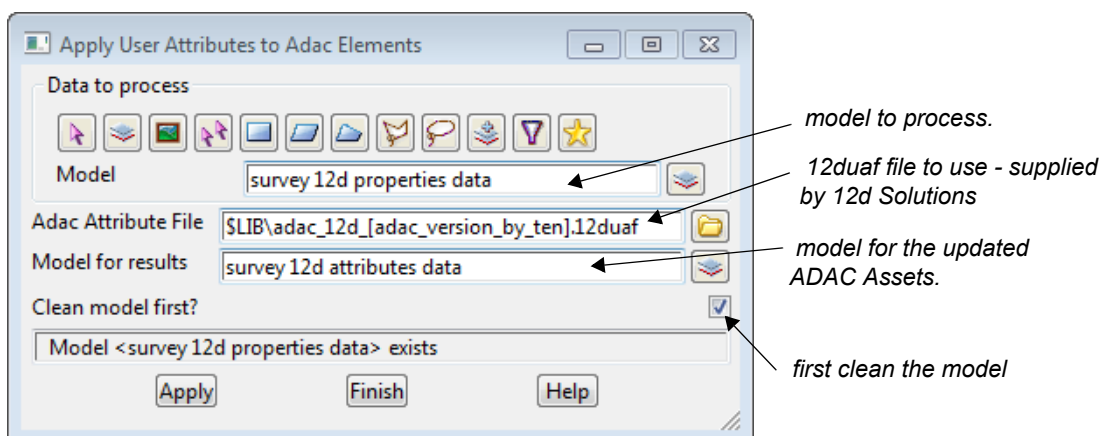 Apply User Attributes to Adac Elements
Data to process
model to process.
Model
survey 12d properties data
12duaf file to use - supplied
by 12d Solutions
Adac Attribute File
$LIB\adac_12d_[adac_version_by_ten].12duaf
model for the updated
ADAC Assets.
Model for results
survey 12d attributes data
Clean model first?
Model <survey 12d properties data> exists
first clean the model
Apply
Finish
Help